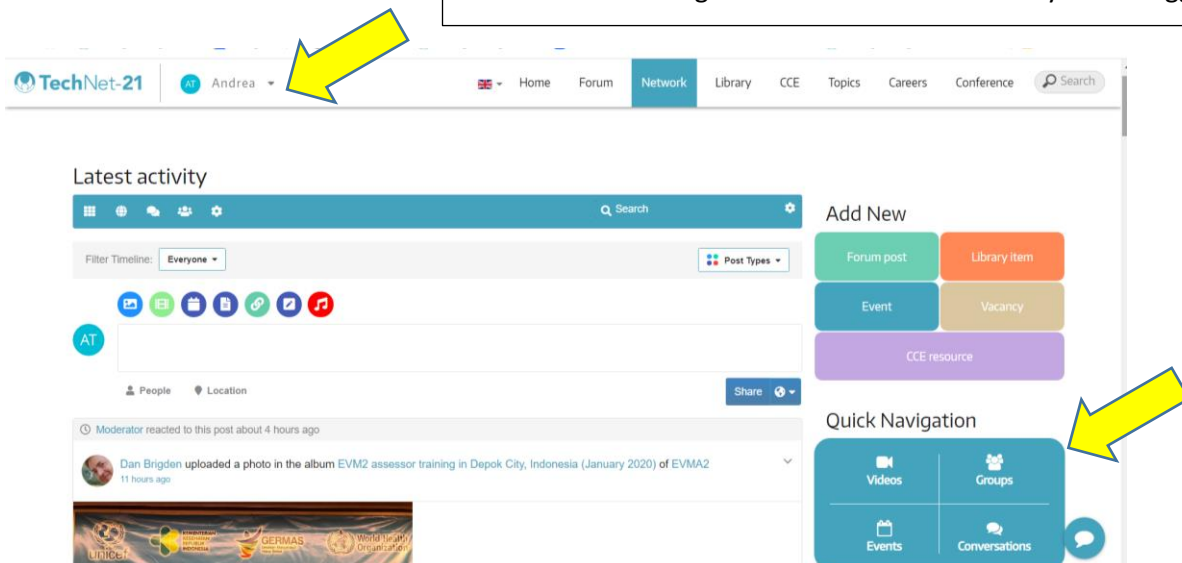 TechNet-21
AT Andrea
Home Forum Network Library CCE Topics Careers Conference Search
Latest activity
Search
Filter Timeline: Everyone
Post Types
AT
People Location
Share
Moderator reacted to this post about 4 hours ago
Dan Brigden uploaded a photo in the album EVM2 assessor training in Depok City, Indonesia (January 2020) of EVMA2
11 hours ago
unicef
KEMENTERIAN KESEHATAN REPUBLIK INDONESIA
GERMAS
World Health Organization
Add New
Forum post Library item
Event Vacancy
CCE resource
Quick Navigation
Videos Groups
Events Conversations